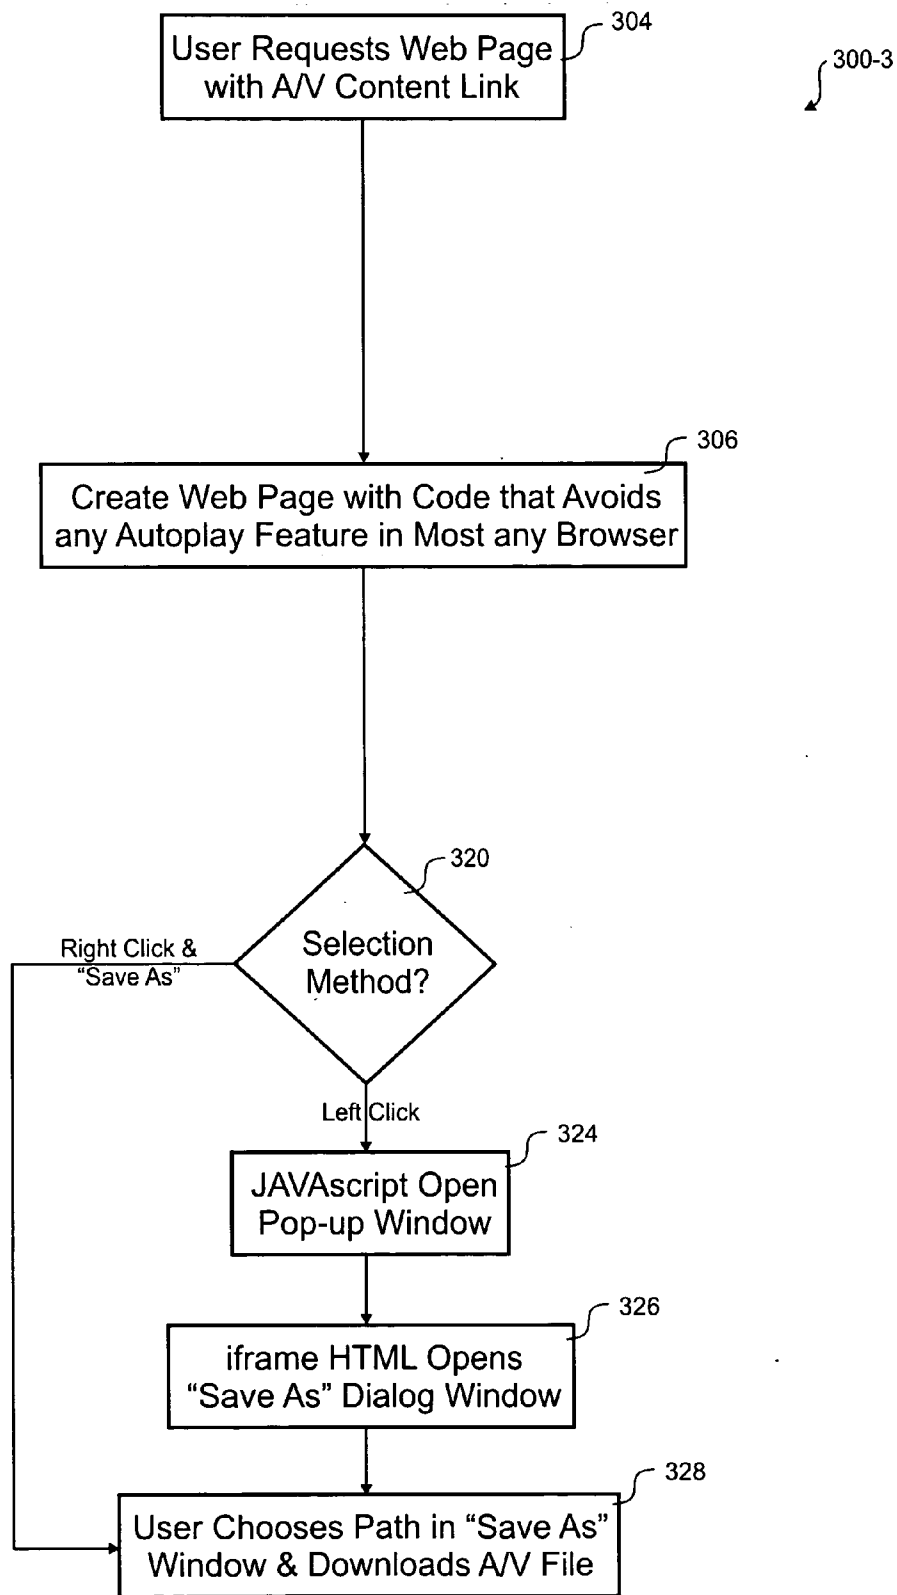 304
User Requests Web Page
with A/V Content Link
300-3
306
Create Web Page with Code that Avoids
any Autoplay Feature in Most any Browser
320
Selection
Method?
Right Click &
“Save As”
Left Click
324
JAVAscript Open
Pop-up Window
326
iframe HTML Opens
“Save As” Dialog Window
328
User Chooses Path in “Save As”
Window & Downloads A/V File